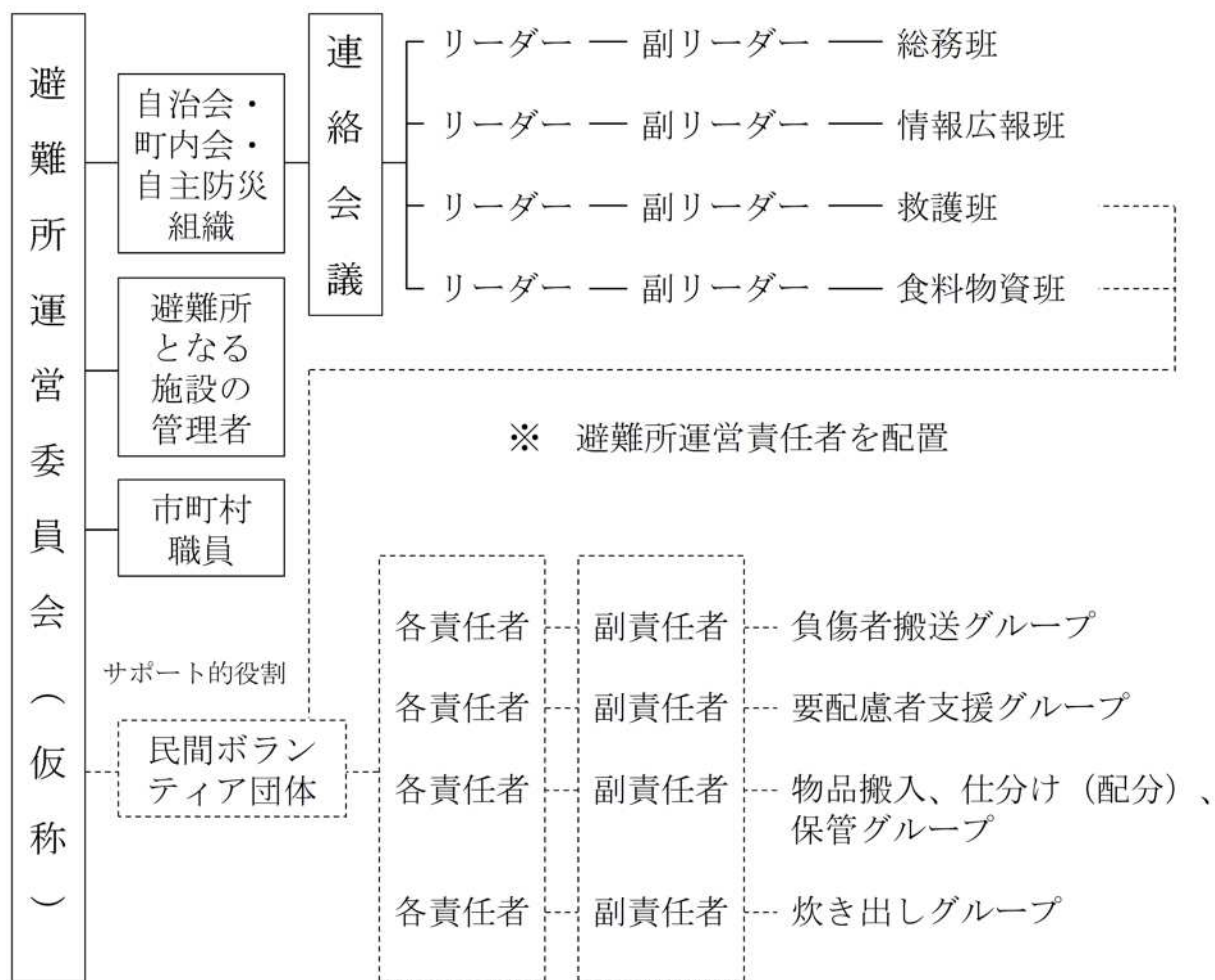 避難所運営委員会(仮称)
自治会・
町内会・
自主防災
組織
連絡会議
リーダー ― 副リーダー ― 総務班
リーダー ― 副リーダー ― 情報広報班
リーダー ― 副リーダー ― 救護班
リーダー ― 副リーダー ― 食料物資班
避難所
となる
施設の
管理者
※ 避難所運営責任者を配置
市町村
職員
サポート的役割
民間ボラン
ティア団体
各責任者 副責任者 負傷者搬送グループ
各責任者 副責任者 要配慮者支援グループ
各責任者 副責任者 物品搬入、仕分け(配分)、
保管グループ
各責任者 副責任者 炊き出しグループ